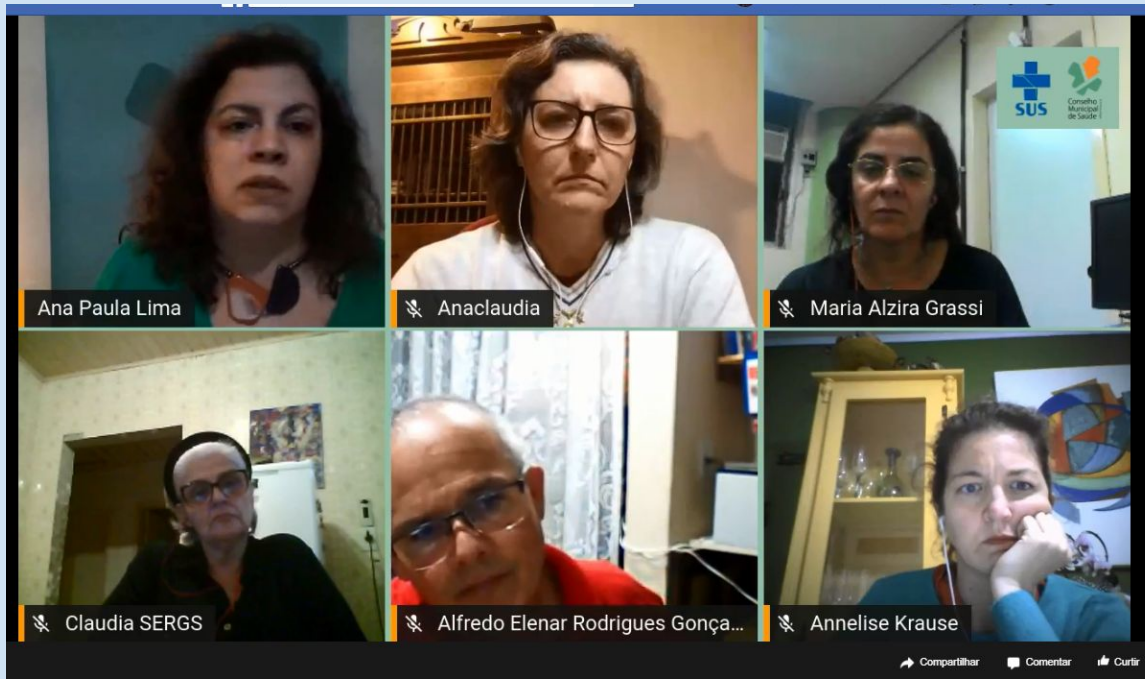 SUS
Conselho
Municipal
de Saúde
Ana Paula Lima
Anaclaudia
Maria Alzira Grassi
Claudia SERGS
Alfredo Elenar Rodrigues Gonça...
Annelise Krause
Compartilhar
Comentar
Curtir